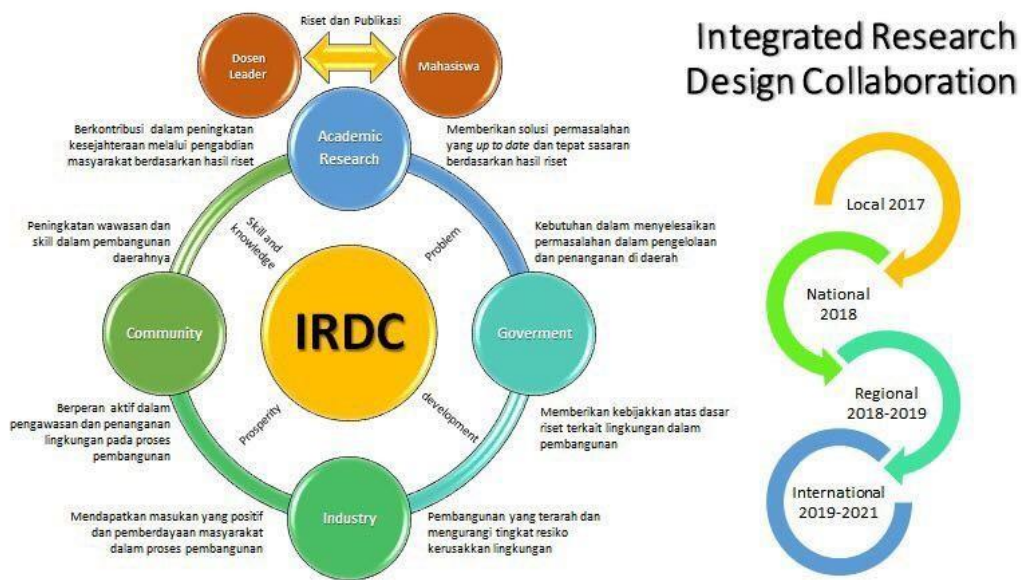 Integrated Research
Design Collaboration
Riset dan Publikasi
Dosen
Leader
Mahasiswa
Academic
Research
Berkontribusi dalam peningkatan
kesejahteraan melalui pengabdian
masyarakat berdasarkan hasil riset
Memberikan solusi permasalahan
yang up to date dan tepat sasaran
berdasarkan hasil riset
Peningkatan wawasan dan
skill dalam pembangunan
daerahnya
Skill and
knowledge
Problem
Kebutuhan dalam menyelesaikan
permasalahan dalam pengelolaan
dan penanganan di daerah
Community
IRDC
Goverment
Berperan aktif dalam
pengawasan dan penanganan
lingkungan pada proses
pembangunan
Prosperity
development
Memberikan kebijakkan atas dasar
riset terkait lingkungan dalam
pembangunan
Mendapatkan masukan yang positif
dan pemberdayaan masyarakat
dalam proses pembangunan
Industry
Pembangunan yang terarah dan
mengurangi tingkat resiko
kerusakkan lingkungan
Local 2017
National
2018
Regional
2018-2019
International
2019-2021